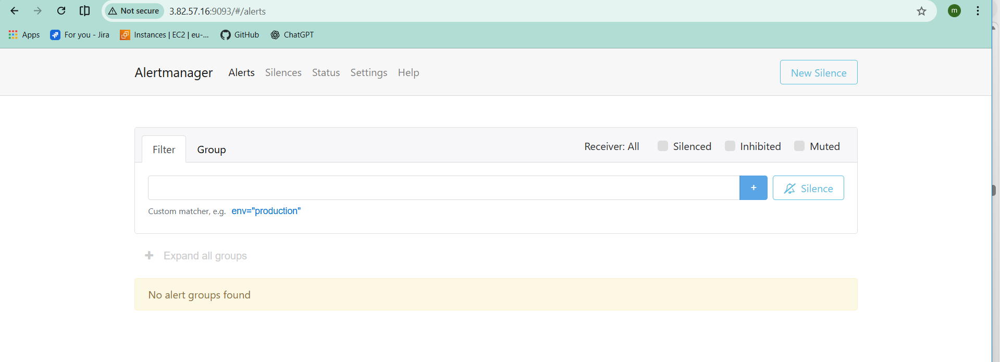 Not secure 3.82.57.16:9093/#/alerts m
Apps For you - Jira Instances | EC2 | eu-... GitHub ChatGPT
Alertmanager Alerts Silences Status Settings Help New Silence
Filter Group Receiver: All Silenced Inhibited Muted
+ Silence
Custom matcher, e.g. env="production"
+ Expand all groups
No alert groups found